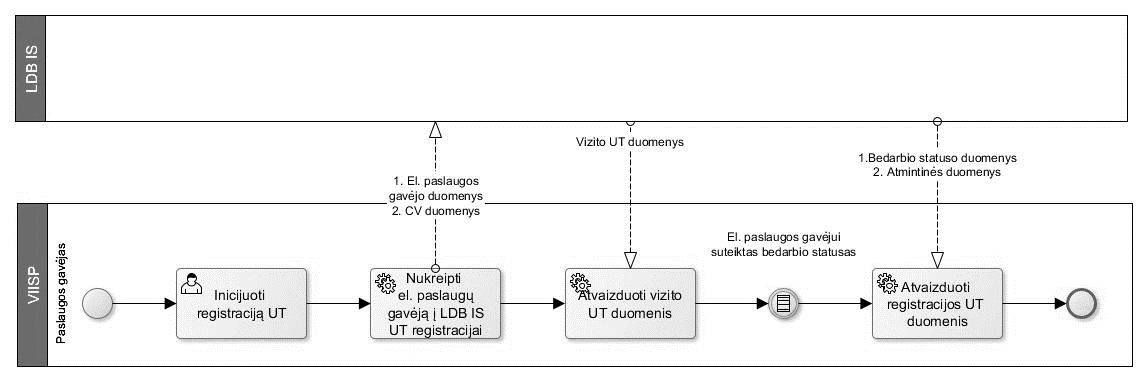 LDB IS
Vizito UT duomenys
1.Bedarbio statuso duomenys
2. Atmintinės duomenys
1. El. paslaugos
gavėjo duomenys
2. CV duomenys
VIISP
Paslaugos gavėjas
El. paslaugos gavėjui
suteiktas bedarbio statusas
Inicijuoti
registraciją UT
Nukreipti
el. paslaugų
gavėją į LDB IS
UT registracijai
Atvaizduoti vizito
UT duomenis
Atvaizduoti
registracijos UT
duomenis